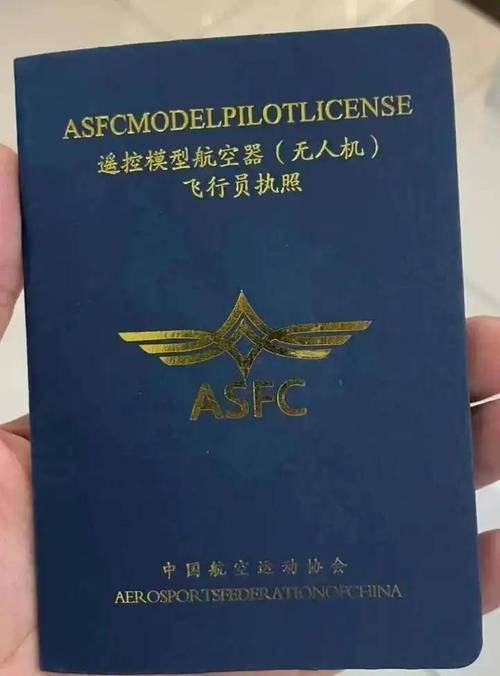 ASFCMODELPILOTLICENSE
遥控模型航空器（无人机）
飞行员执照
ASFC
中国航空运动协会
AEROSPORTSFEDERATIONOFCHINA